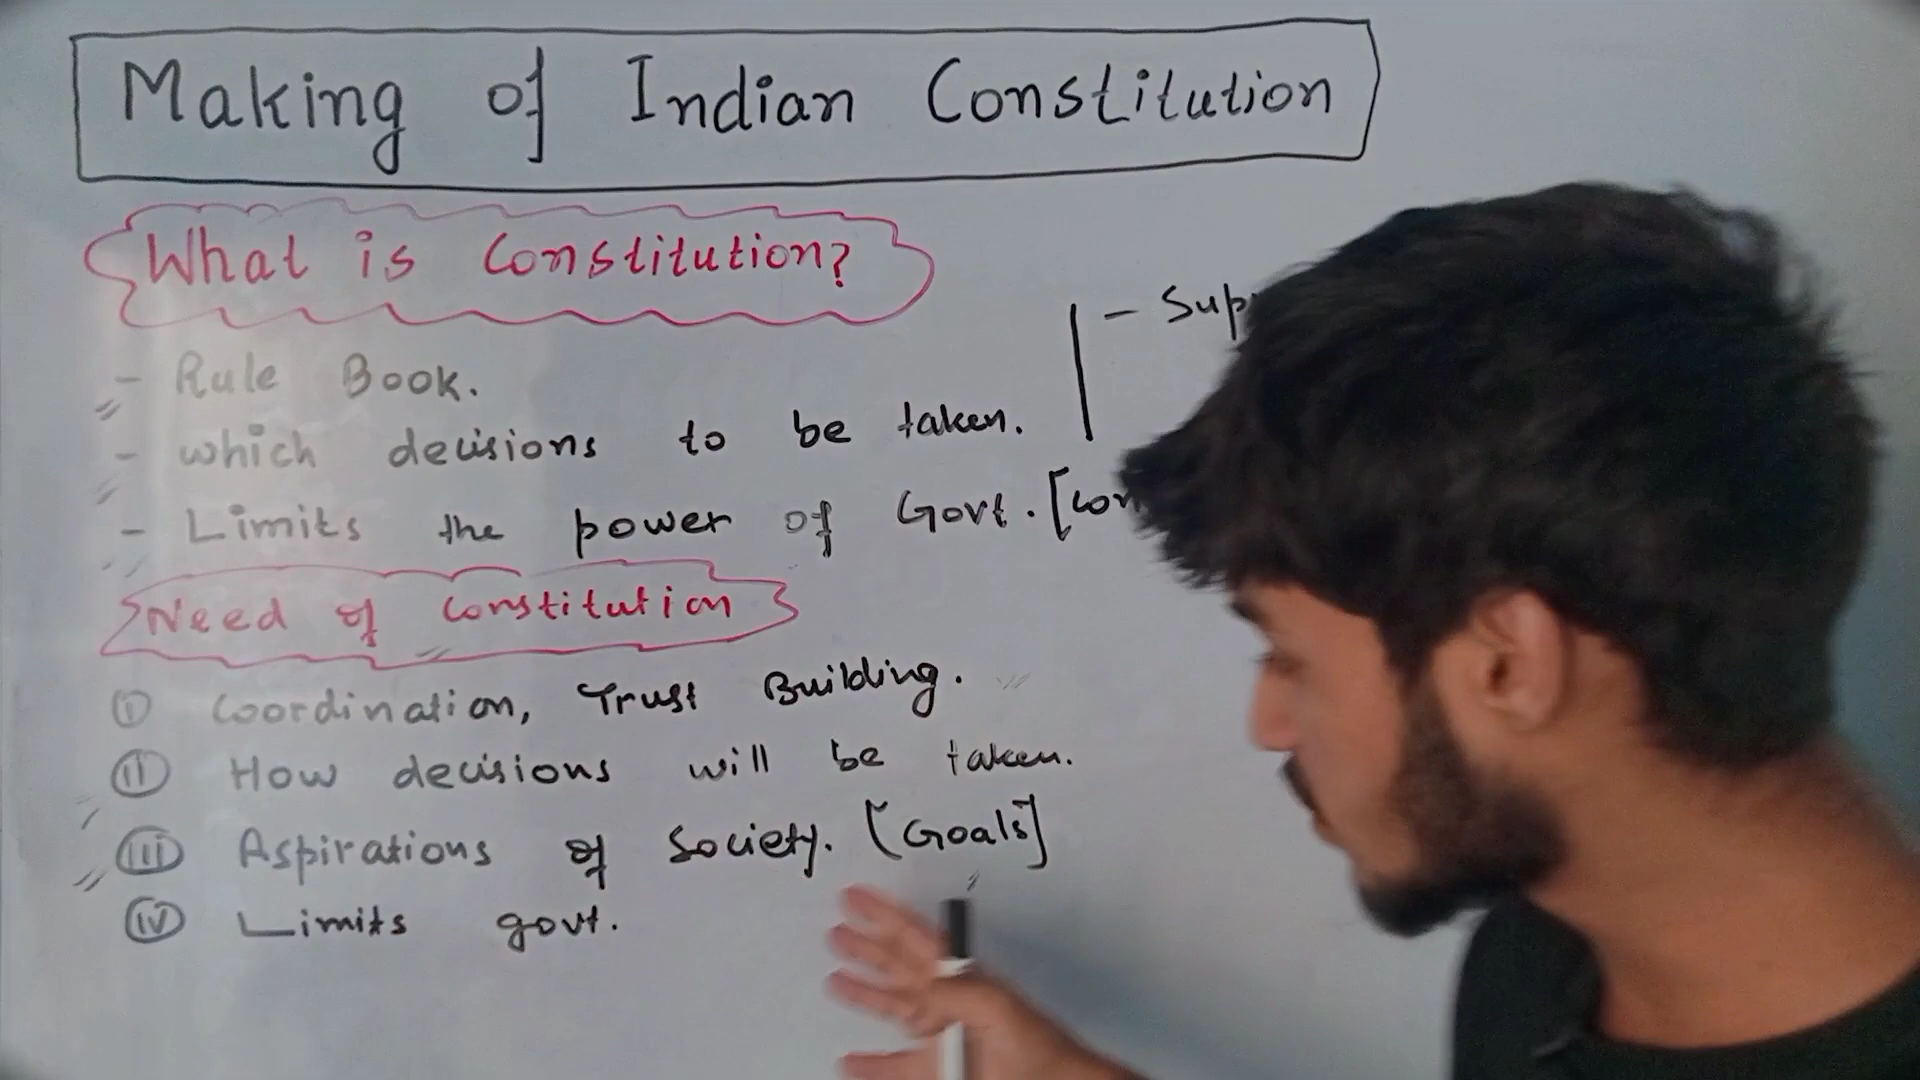 Making of Indian Constitution
What is Constitution?
- Rule Book.
- which decisions to be taken.
- Limits the power of Govt. [
Need of Constitution
(i) Coordination, Trust Building.
(ii) How decisions will be taken.
(iii) Aspirations of Society. [Goals]
(iv) Limits govt.